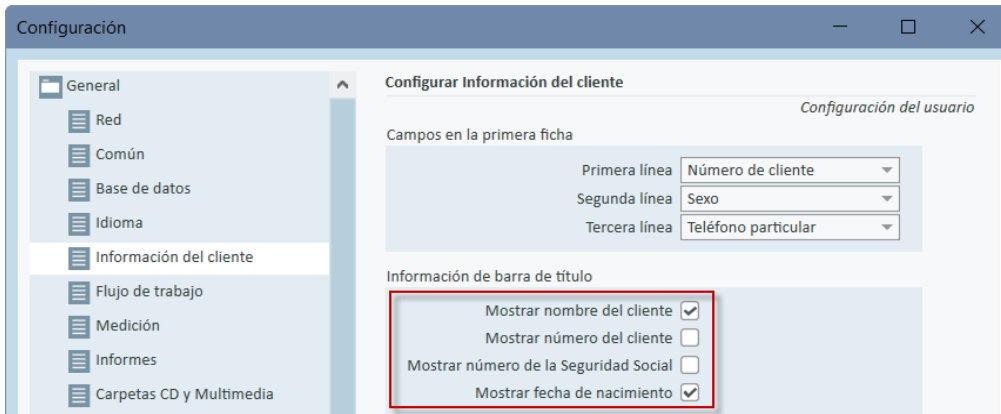 Configuración
General
Red
Común
Base de datos
Idioma
Información del cliente
Flujo de trabajo
Medición
Informes
Carpetas CD y Multimedia
Configurar Información del cliente
Configuración del usuario
Campos en la primera ficha
Primera línea Número de cliente
Segunda línea Sexo
Tercera línea Teléfono particular
Información de barra de título
Mostrar nombre del cliente
Mostrar número del cliente
Mostrar número de la Seguridad Social
Mostrar fecha de nacimiento